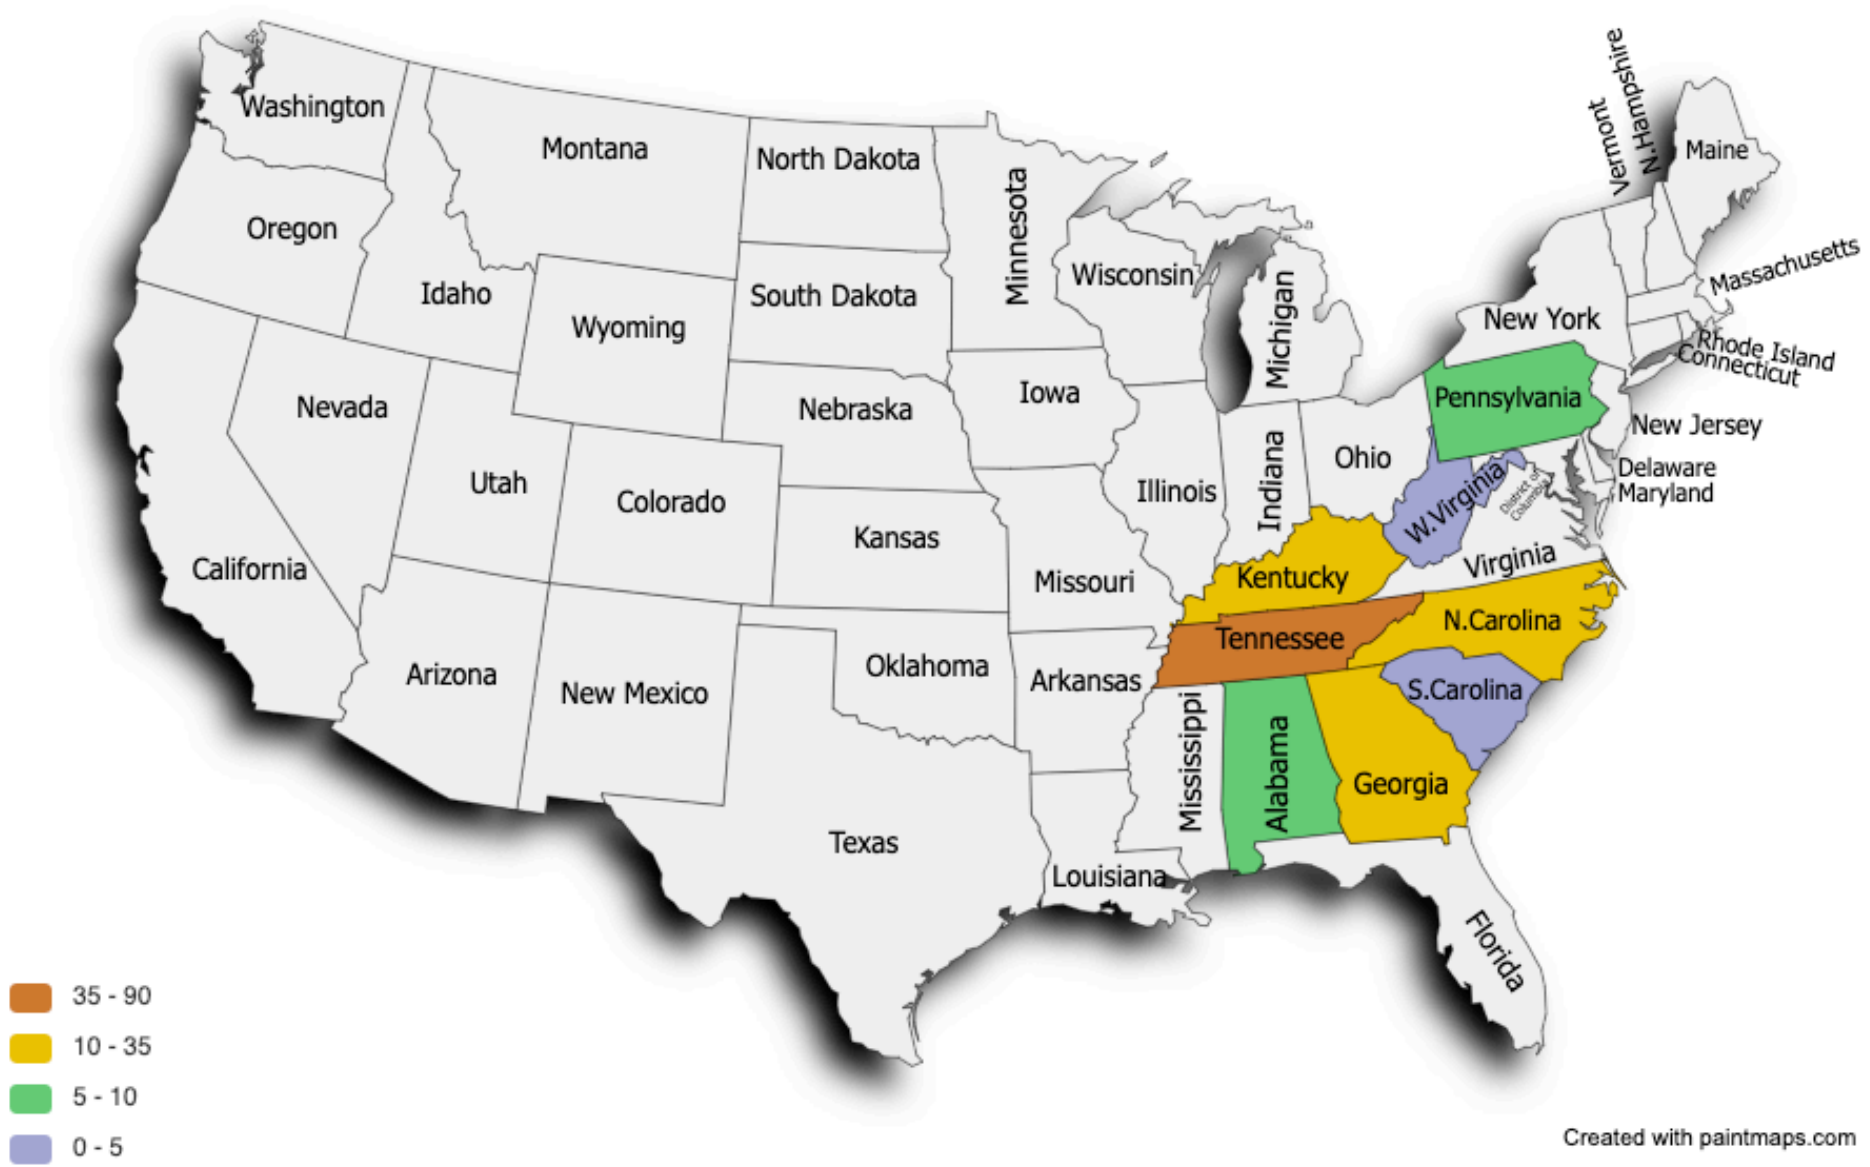 N.Hampshire
Vermont
Washington
Montana
North Dakota
Minnesota
Maine
Oregon
Idaho
Wyoming
South Dakota
Wisconsin
Michigan
Massachusetts
New York
Rhode Island
Connecticut
Nevada
Nebraska
Iowa
Pennsylvania
New Jersey
Utah
Colorado
Illinois
Indiana
Ohio
Delaware
Maryland
District of
Columbia
W.Virginia
Virginia
California
Kansas
Missouri
Kentucky
N.Carolina
Tennessee
Arizona
New Mexico
Oklahoma
Arkansas
S.Carolina
Mississippi
Alabama
Georgia
Texas
Louisiana
Florida
35 - 90
10 - 35
5 - 10
0 - 5
Created with paintmaps.com